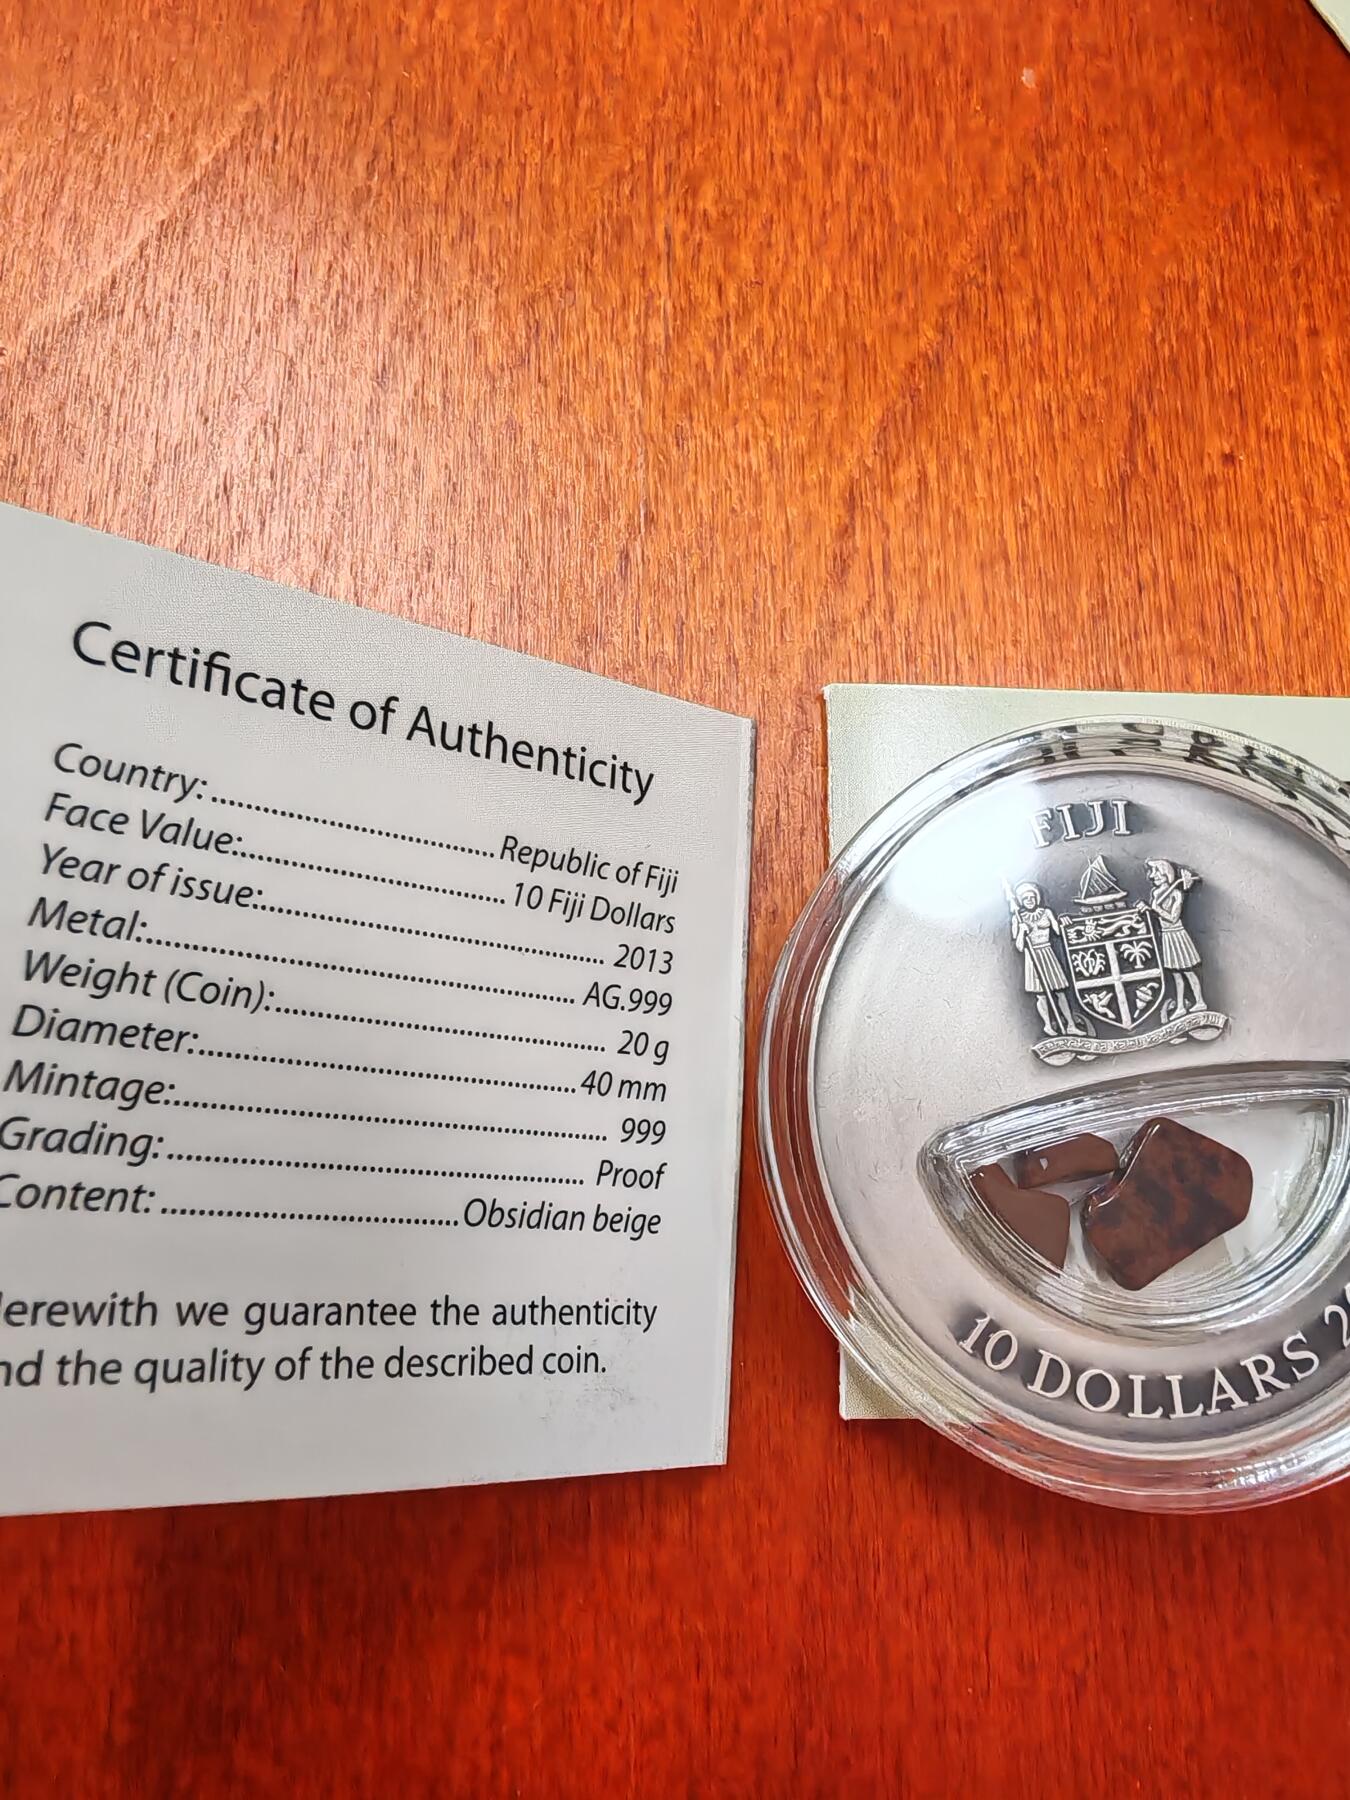 Certificate of Authenticity
Country:.......................................Republic of Fiji
Face Value:....................................10 Fiji Dollars
Year of issue:................................................ 2013
Metal:............................................................ AG.999
Weight (Coin):............................................. 20 g
Diameter:......................................................40 mm
Mintage:............................................................ 999
Grading: .......................................................... Proof
Content: .........................................Obsidian beige
erewith we guarantee the authenticity
nd the quality of the described coin.
FIJI
10 DOLLARS 2